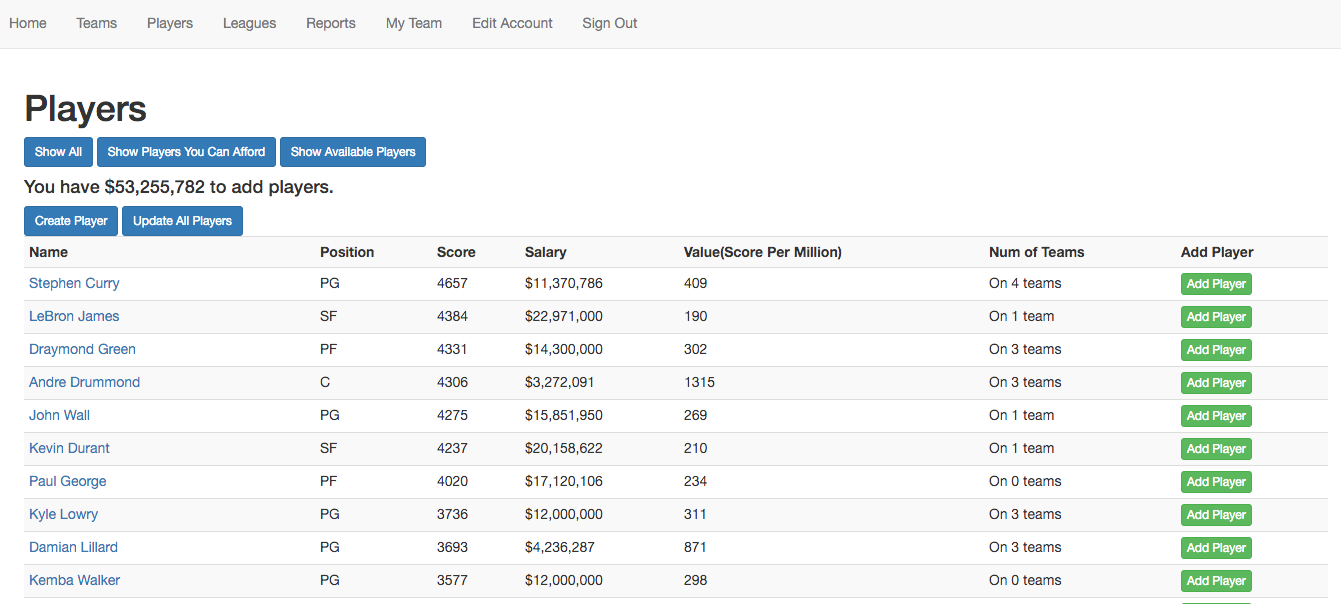 Home Teams Players Leagues Reports My Team Edit Account Sign Out
Players
Show All Show Players You Can Afford Show Available Players
You have $53,255,782 to add players.
Create Player Update All Players
Name Position Score Salary Value(Score Per Million) Num of Teams Add Player
Stephen Curry PG 4657 $11,370,786 409 On 4 teams Add Player
LeBron James SF 4384 $22,971,000 190 On 1 team Add Player
Draymond Green PF 4331 $14,300,000 302 On 3 teams Add Player
Andre Drummond C 4306 $3,272,091 1315 On 3 teams Add Player
John Wall PG 4275 $15,851,950 269 On 1 team Add Player
Kevin Durant SF 4237 $20,158,622 210 On 1 team Add Player
Paul George PF 4020 $17,120,106 234 On 0 teams Add Player
Kyle Lowry PG 3736 $12,000,000 311 On 3 teams Add Player
Damian Lillard PG 3693 $4,236,287 871 On 3 teams Add Player
Kemba Walker PG 3577 $12,000,000 298 On 0 teams Add Player